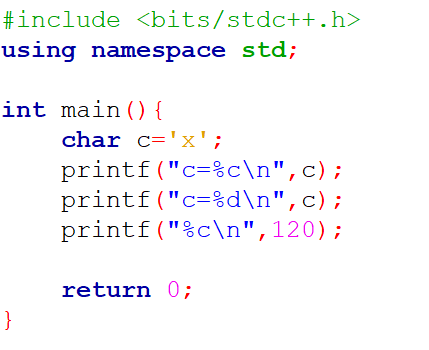 #include <bits/stdc++.h>
using namespace std;
int main(){
char c='x';
printf("c=%c\n",c);
printf("c=%d\n",c);
printf("%c\n",120);
return 0;
}